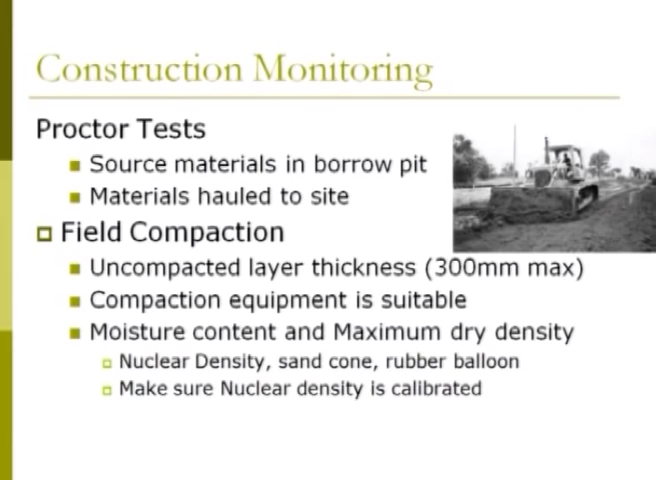 Construction Monitoring
Proctor Tests
Source materials in borrow pit
Materials hauled to site
Field Compaction
Uncompacted layer thickness (300mm max)
Compaction equipment is suitable
Moisture content and Maximum dry density
Nuclear Density, sand cone, rubber balloon
Make sure Nuclear density is calibrated